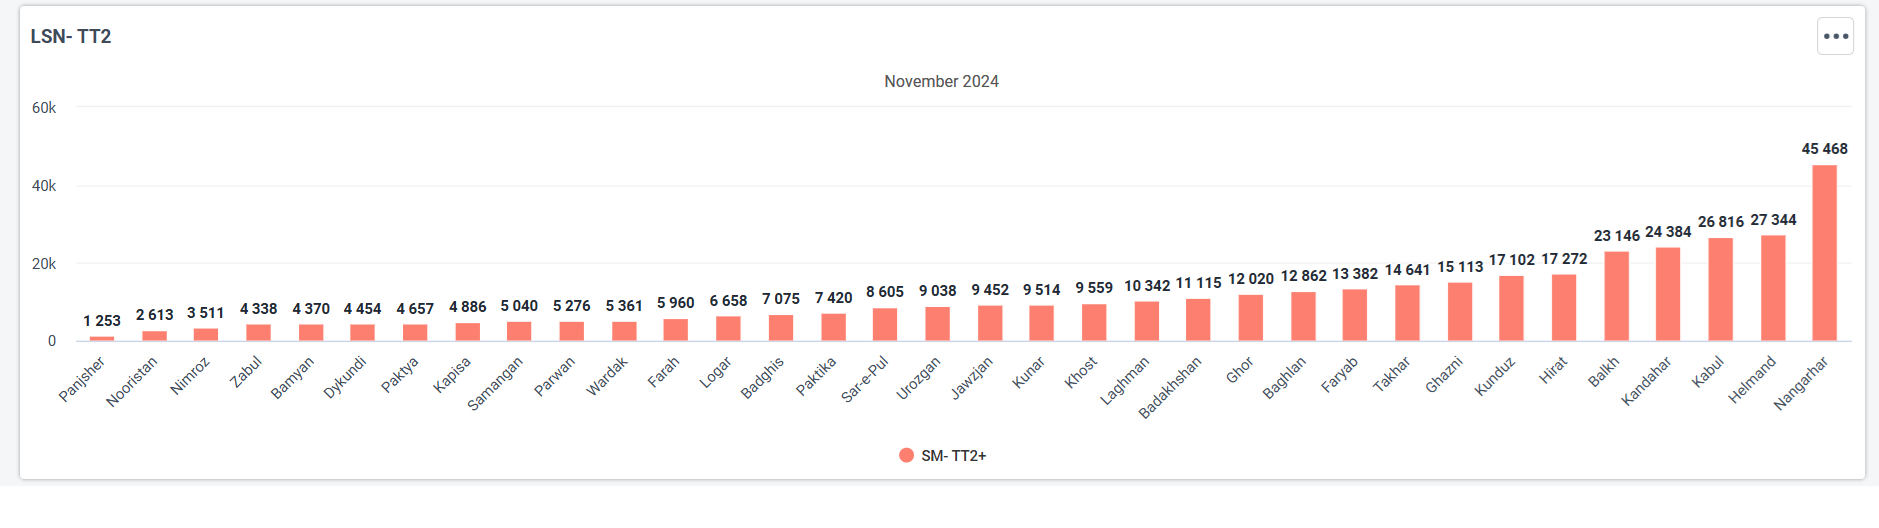 LSN- TT2
November 2024
60k
40k
20k
0
1 253 2 613 3 511 4 338 4 370 4 454 4 657 4 886 5 040 5 276 5 361 5 960 6 658 7 075 7 420 8 605 9 038 9 452 9 514 9 559 10 342 11 115 12 020 12 862 13 382 14 641 15 113 17 102 17 272 23 146 24 384 26 816 27 344 45 468
Panjsher Nooristan Nimroz Zabul Bamyan Dykundi Paktya Kapisa Samangan Parwan Wardak Farah Logar Badghis Paktika Sar-e-Pul Urozgan Jawzjan Kunar Khost Laghman Badakhshan Ghor Baghlan Faryab Takhar Ghazni Kunduz Hirat Balkh Kandahar Kabul Helmand Nangarhar
SM- TT2+